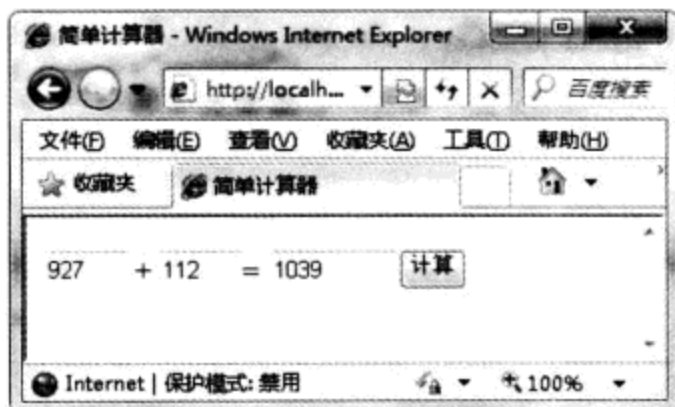 简单计算器 - Windows Internet Explorer
http://localh... 百度搜索
文件(F) 编辑(E) 查看(V) 收藏夹(A) 工具(T) 帮助(H)
收藏夹 简单计算器
927 + 112 = 1039 计算
Internet | 保护模式: 禁用 100%